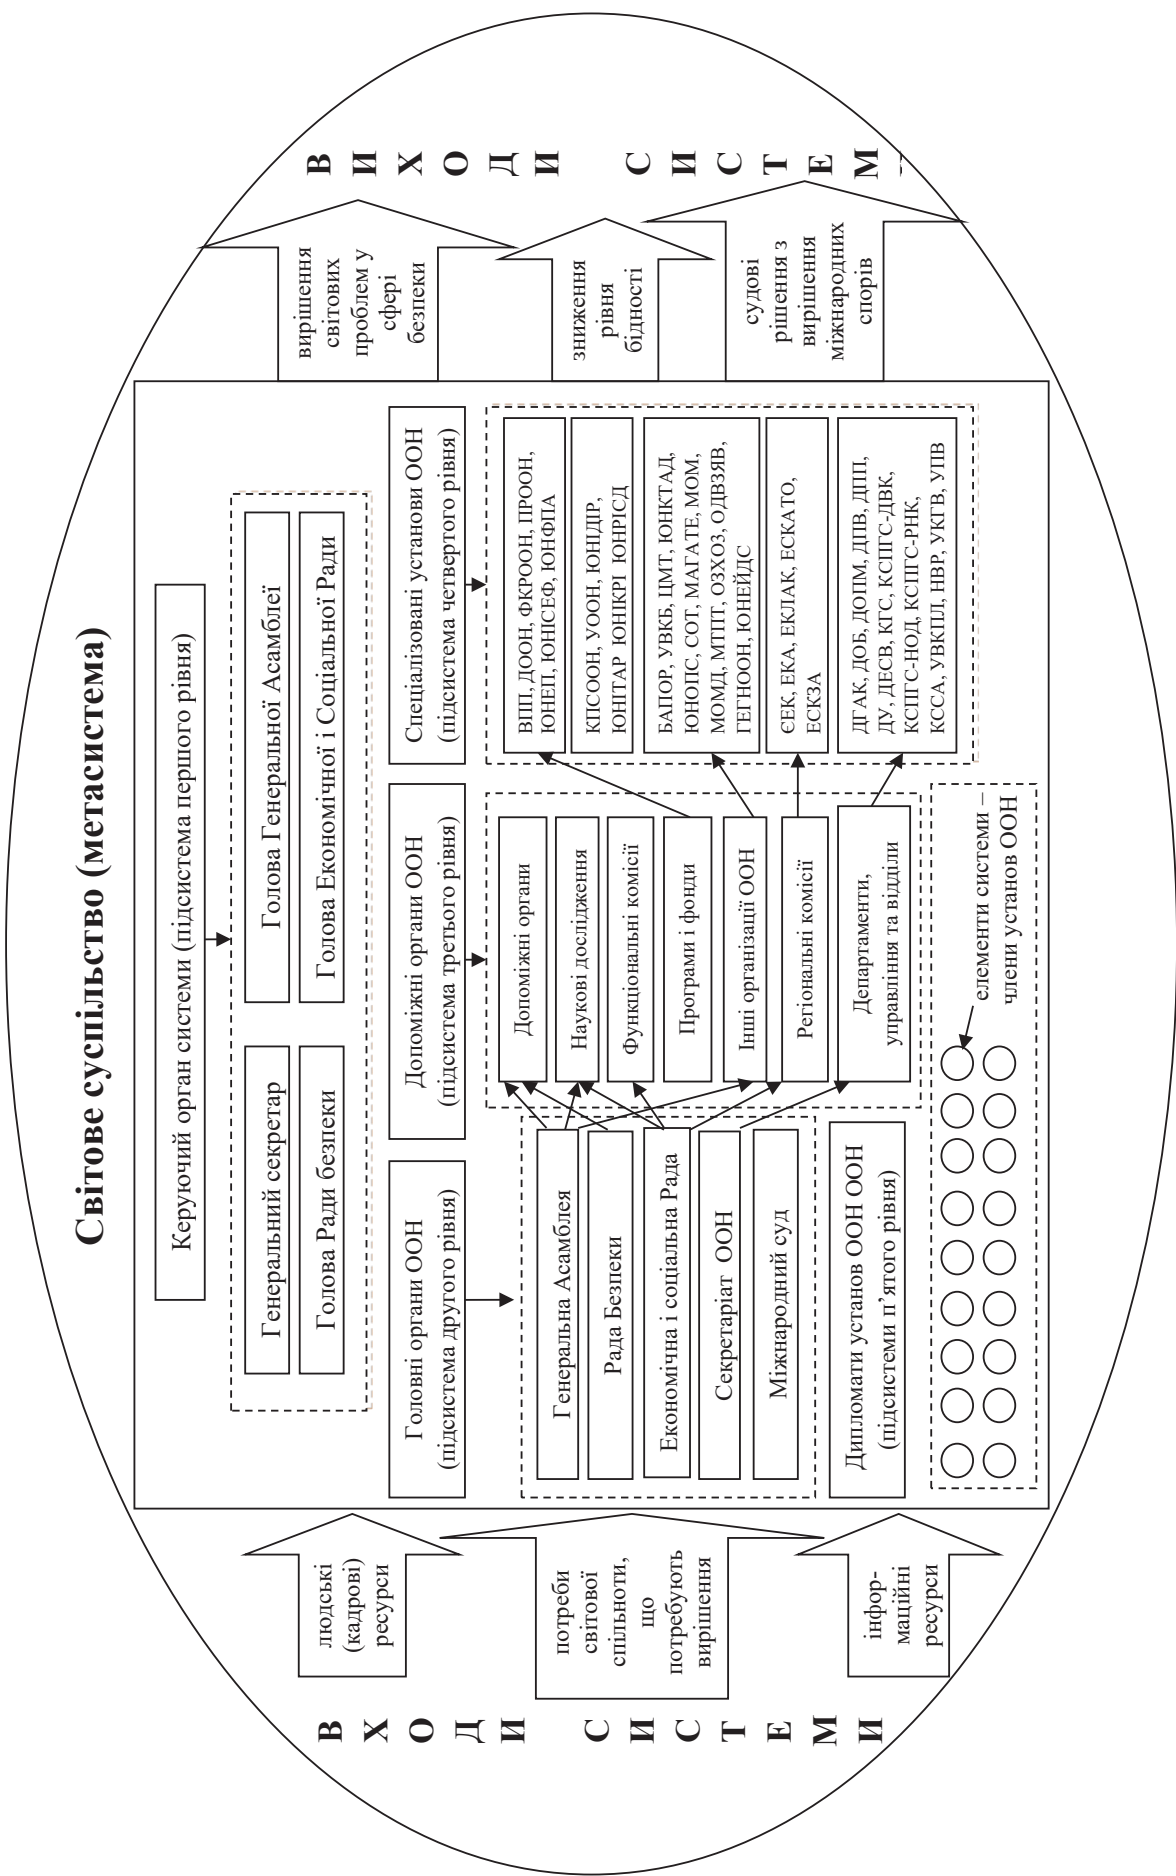 Світове суспільство (метасистема)
Керуючий орган системи (підсистема першого рівня)
Генеральний секретар
Голова Генеральної Асамблеї
Голова Ради безпеки
Голова Економічної і Соціальної Ради
Головні органи ООН
(підсистема другого рівня)
Генеральна Асамблея
Рада Безпеки
Економічна і соціальна Рада
Секретаріат ООН
Міжнародний суд
Допоміжні органи ООН
(підсистема третього рівня)
Допоміжні органи
Наукові дослідження
Функціональні комісії
Програми і фонди
Інші організації ООН
Регіональні комісії
Департаменти,
управління та відділи
Спеціалізовані установи ООН
(підсистема четвертого рівня)
ВПП, ДООН, ФКРООН, ПРООН,
ЮНЕП, ЮНІСЕФ, ЮНФПА
КПСООН, УООН, ЮНІДІР,
ЮНІТАР ЮНІКРІ ЮНРІСД
БАПОР, УВКБ, ЦМТ, ЮНКТАД,
ЮНОПС, СОТ, МАГАТЕ, МОМ,
МОМД, МТПТ, ОЗХОЗ, ОДВЗЯВ,
ГЕГНООН, ЮНЕЙДС
ЄЕК, ЕКА, ЕКЛАК, ЕСКАТО,
ЕСКЗА
ДГАК, ДОБ, ДОПМ, ДПВ, ДПП,
ДУ, ДЕСВ, КГС, КСПГС-ДВК,
КСПГС-НОД, КСПГС-РНК,
КССА, УВКПЛ, НВР, УКГВ, УПВ
Дипломати установ ООН ООН
(підсистеми п’ятого рівня)
елементи системи –
члени установ ООН
ВХОДИ СИСТЕМИ
людські
(кадрові)
ресурси
потреби
світової
спільноти,
що
потребують
вирішення
інфор-
маційні
ресурси
ВИХОДИ СИСТЕМ
вирішення
світових
проблем у
сфері
безпеки
зниження
рівня
бідності
судові
рішення з
вирішення
міжнародних
спорів